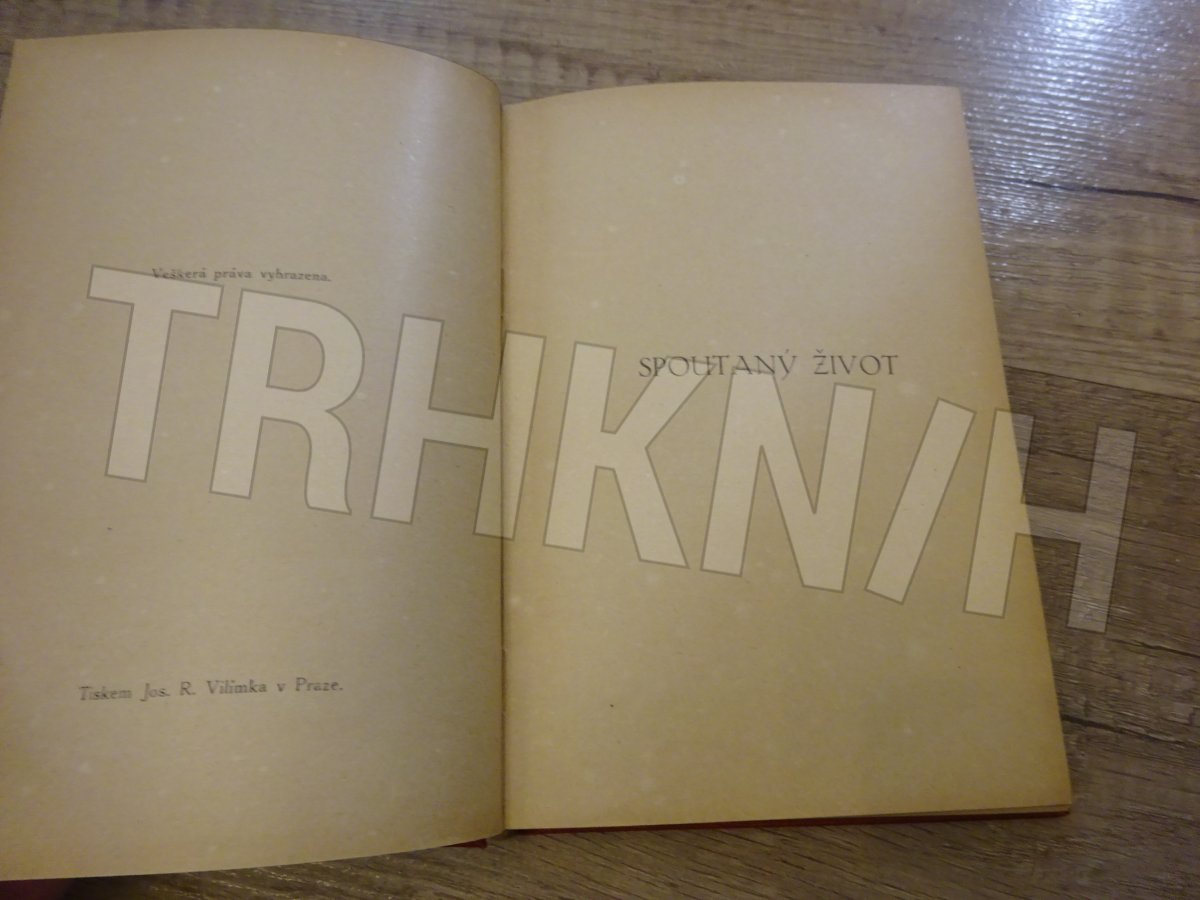 Veškerá práva vyhrazena.
Tiskem Jos. R. Vilímka v Praze.
SPOUTANÝ ŽIVOT
TRHKNIH